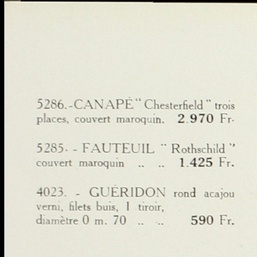 5286.-CANAPÉ "Chesterfield" trois
places, couvert maroquin. 2.970 Fr.
5285. - FAUTEUIL "Rothschild"
couvert maroquin .. .. 1.425 Fr.
4023. - GUÉRIDON rond acajou
verni, filets buis, 1 tiroir,
diamètre 0 m. 70 .. .. 590 Fr.